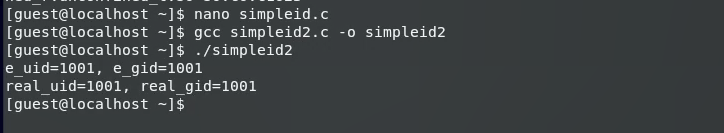 [guest@localhost ~]$ nano simpleid.c
[guest@localhost ~]$ gcc simpleid2.c -o simpleid2
[guest@localhost ~]$ ./simpleid2
e_uid=1001, e_gid=1001
real_uid=1001, real_gid=1001
[guest@localhost ~]$